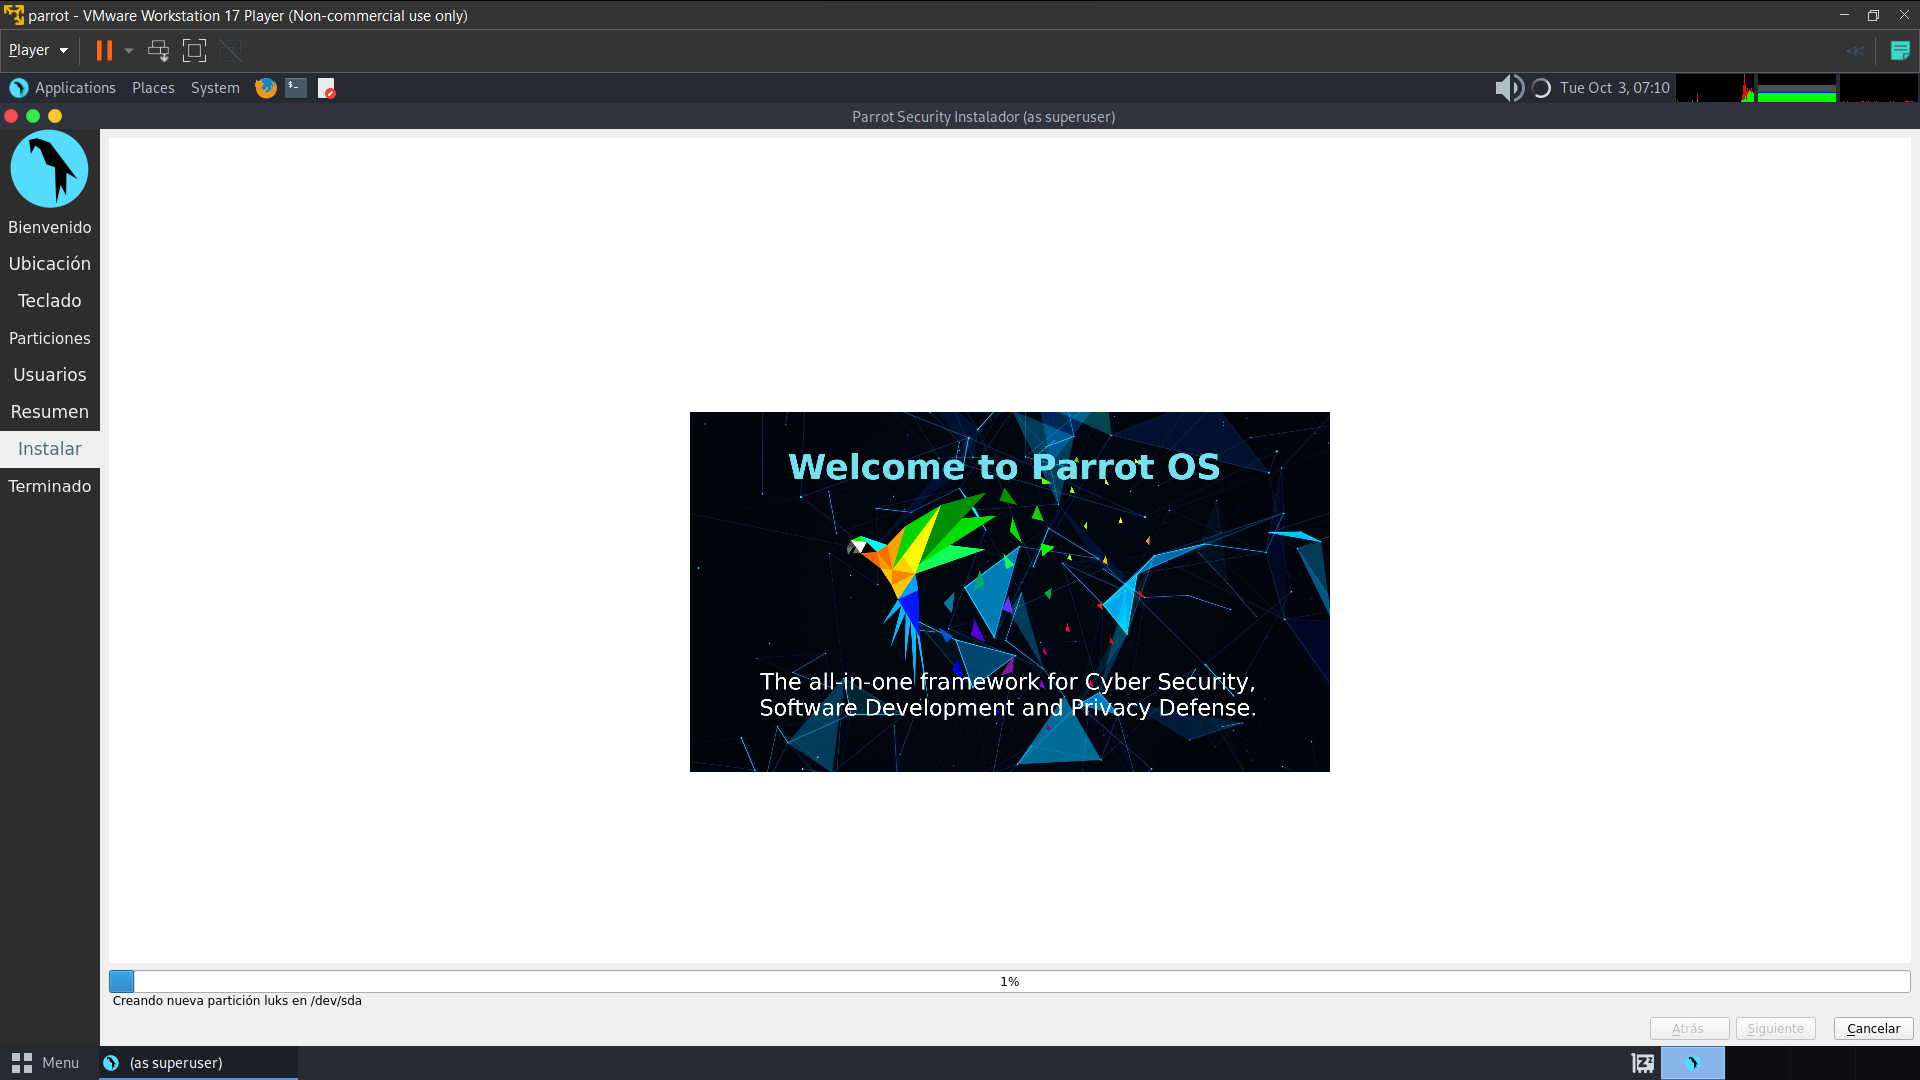 parrot - VMware Workstation 17 Player (Non-commercial use only)
Player
Applications Places System
Tue Oct 3, 07:10
Parrot Security Instalador (as superuser)
Bienvenido
Ubicación
Teclado
Particiones
Usuarios
Resumen
Instalar
Terminado
Welcome to Parrot OS
The all-in-one framework for Cyber Security,
Software Development and Privacy Defense.
1%
Creando nueva partición luks en /dev/sda
Atrás Siguiente Cancelar
Menu (as superuser)